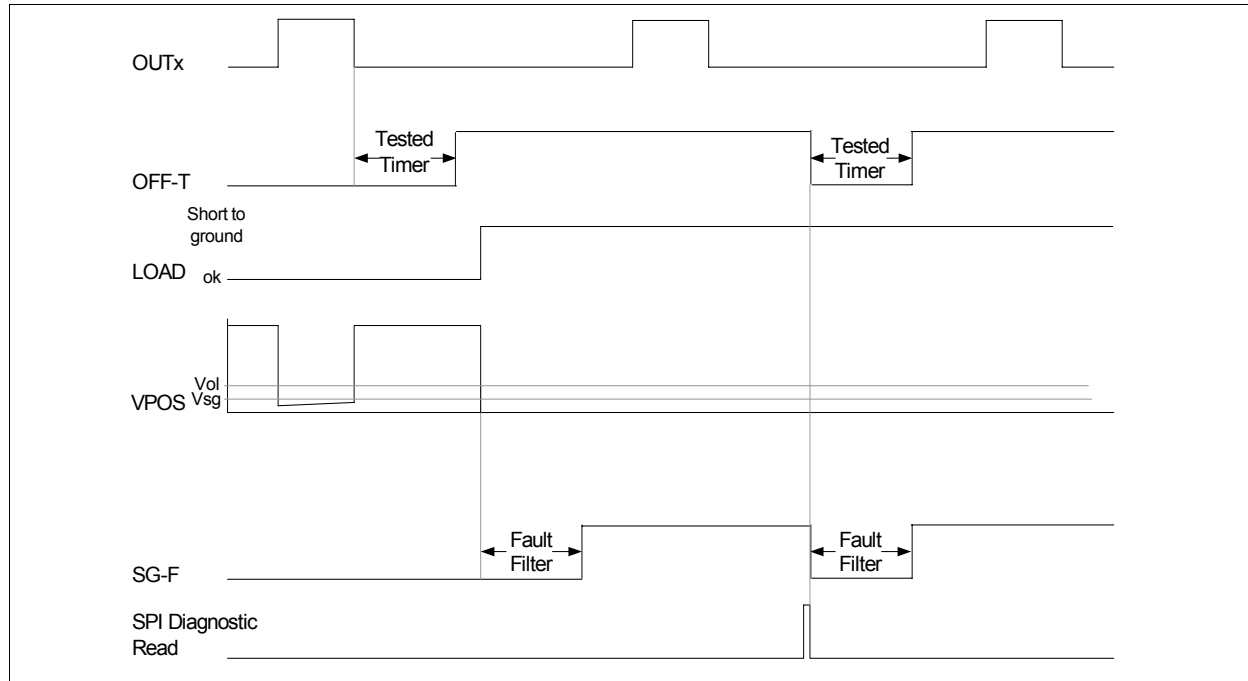 OUTx
Tested
Timer
Tested
Timer
OFF-T
Short to
ground
LOAD ok
Vol
VPOS Vsg
Fault
Filter
Fault
Filter
SG-F
SPI Diagnostic
Read